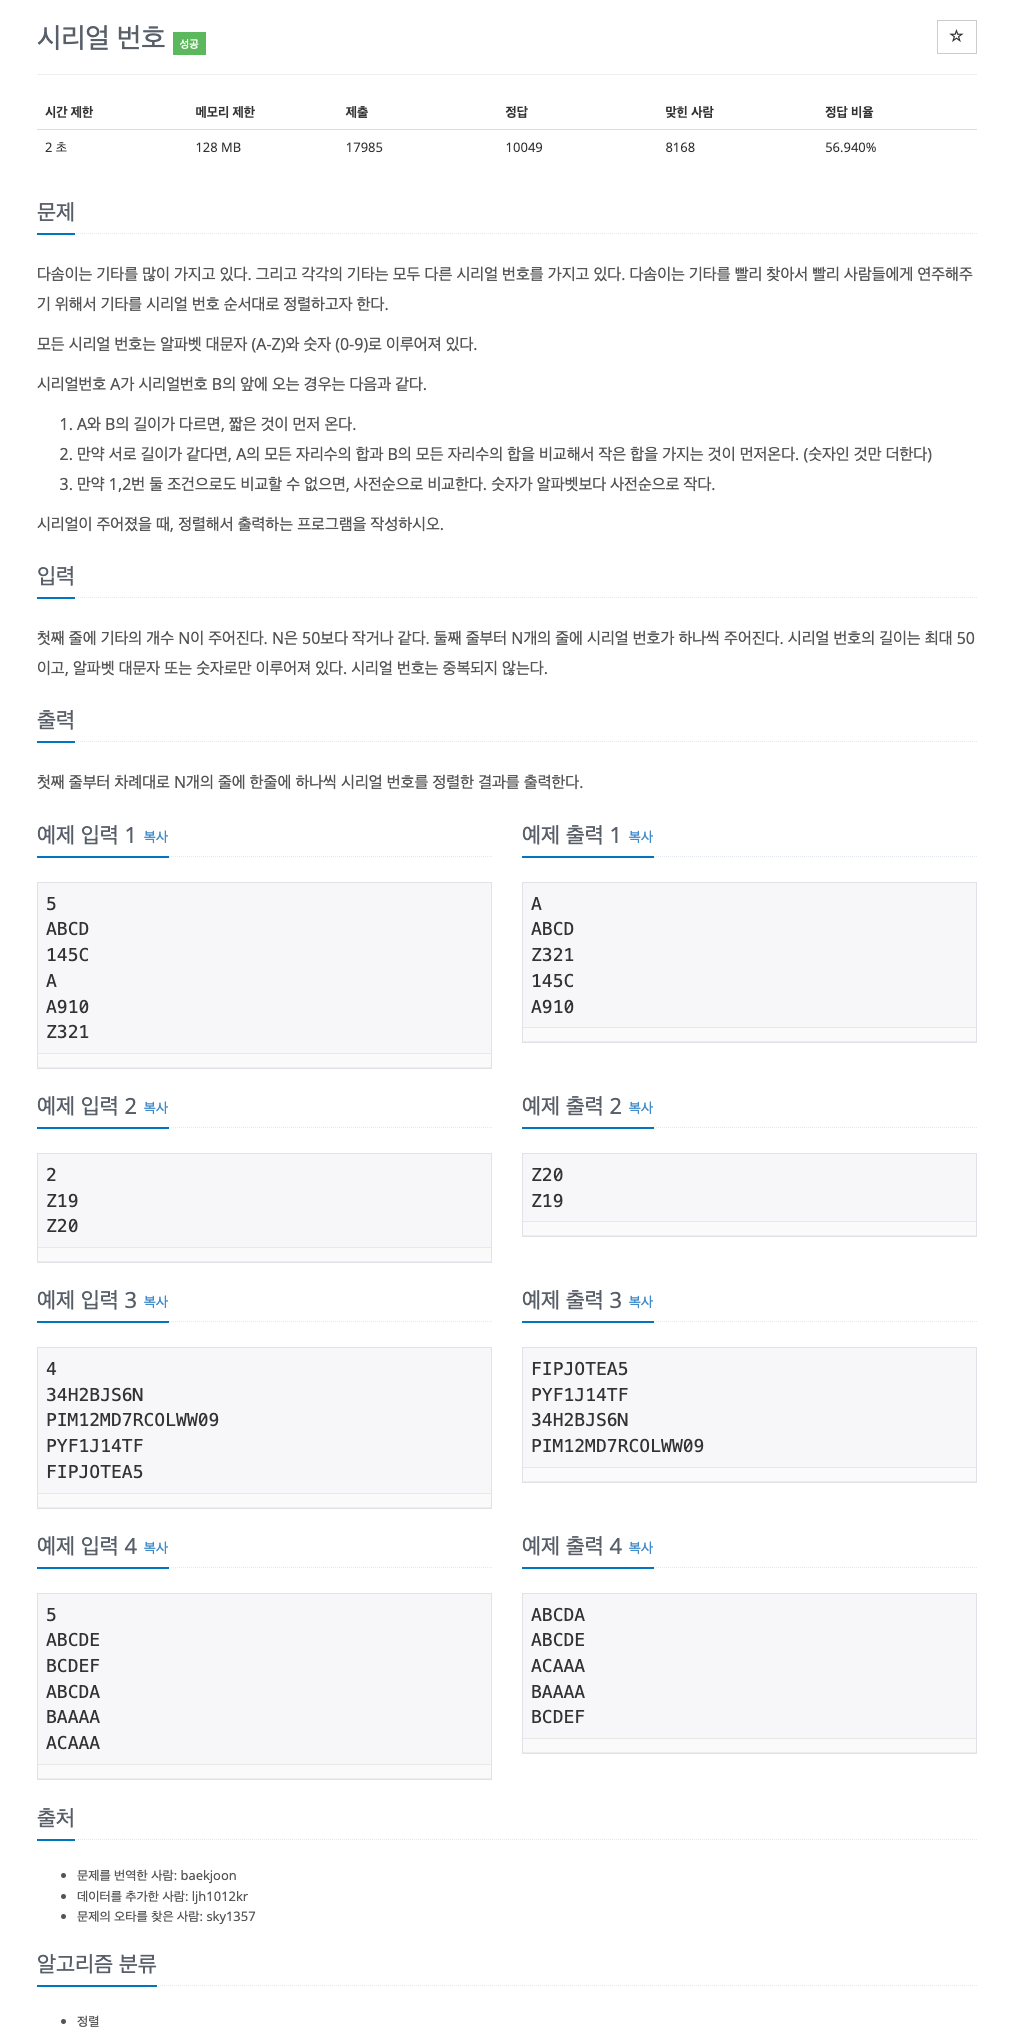 시리얼 번호 성공
☆
시간 제한 메모리 제한 제출 정답 맞힌 사람 정답 비율
2 초 128 MB 17985 10049 8168 56.940%
문제
다솜이는 기타를 많이 가지고 있다. 그리고 각각의 기타는 모두 다른 시리얼 번호를 가지고 있다. 다솜이는 기타를 빨리 찾아서 빨리 사람들에게 연주해주
기 위해서 기타를 시리얼 번호 순서대로 정렬하고자 한다.
모든 시리얼 번호는 알파벳 대문자 (A-Z)와 숫자 (0-9)로 이루어져 있다.
시리얼번호 A가 시리얼번호 B의 앞에 오는 경우는 다음과 같다.
1. A와 B의 길이가 다르면, 짧은 것이 먼저 온다.
2. 만약 서로 길이가 같다면, A의 모든 자리수의 합과 B의 모든 자리수의 합을 비교해서 작은 합을 가지는 것이 먼저온다. (숫자인 것만 더한다)
3. 만약 1,2번 둘 조건으로도 비교할 수 없으면, 사전순으로 비교한다. 숫자가 알파벳보다 사전순으로 작다.
시리얼이 주어졌을 때, 정렬해서 출력하는 프로그램을 작성하시오.
입력
첫째 줄에 기타의 개수 N이 주어진다. N은 50보다 작거나 같다. 둘째 줄부터 N개의 줄에 시리얼 번호가 하나씩 주어진다. 시리얼 번호의 길이는 최대 50
이고, 알파벳 대문자 또는 숫자로만 이루어져 있다. 시리얼 번호는 중복되지 않는다.
출력
첫째 줄부터 차례대로 N개의 줄에 한줄에 하나씩 시리얼 번호를 정렬한 결과를 출력한다.
예제 입력 1 복사
5
ABCD
145C
A
A910
Z321
예제 출력 1 복사
A
ABCD
Z321
145C
A910
예제 입력 2 복사
2
Z19
Z20
예제 출력 2 복사
Z20
Z19
예제 입력 3 복사
4
34H2BJS6N
PIM12MD7RCOLWW09
PYF1J14TF
FIPJOTEA5
예제 출력 3 복사
FIPJOTEA5
PYF1J14TF
34H2BJS6N
PIM12MD7RCOLWW09
예제 입력 4 복사
5
ABCDE
BCDEF
ABCDA
BAAAA
ACAAA
예제 출력 4 복사
ABCDA
ABCDE
ACAAA
BAAAA
BCDEF
출처
• 문제를 번역한 사람: baekjoon
• 데이터를 추가한 사람: ljh1012kr
• 문제의 오타를 찾은 사람: sky1357
알고리즘 분류
• 정렬